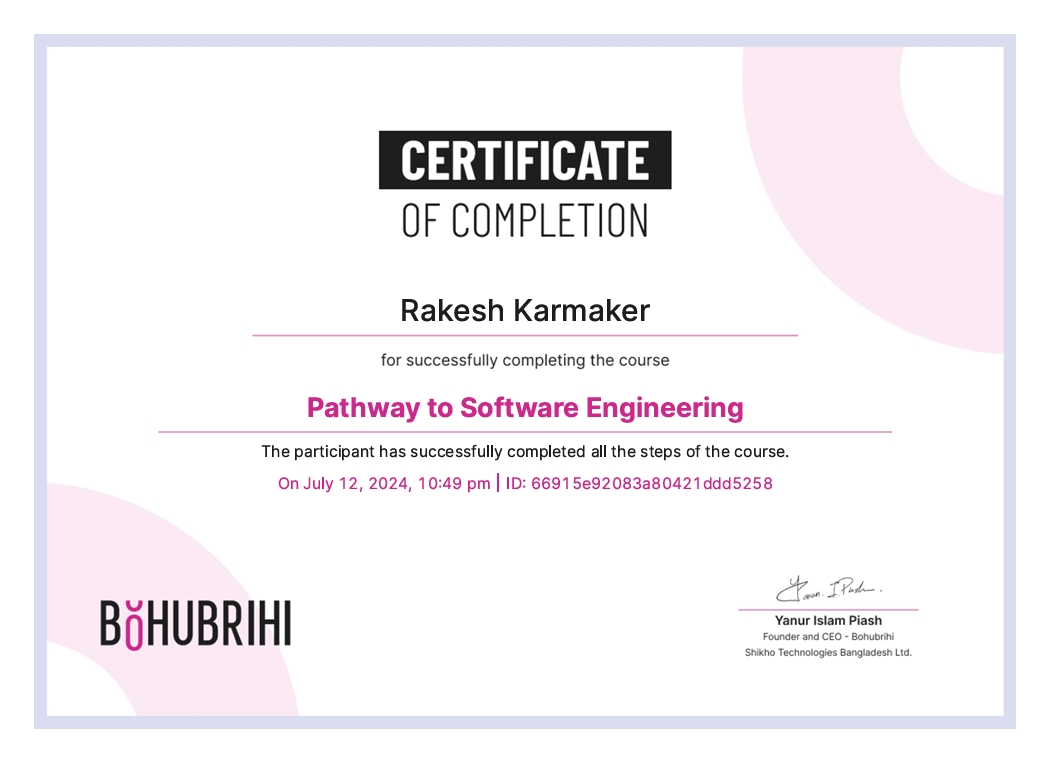 CERTIFICATE
OF COMPLETION
Rakesh Karmaker
for successfully completing the course
Pathway to Software Engineering
The participant has successfully completed all the steps of the course.
On July 12, 2024, 10:49 pm | ID: 66915e92083a80421ddd5258
BOHUBRIHI
Yanur I Piash.
Yanur Islam Piash
Founder and CEO - Bohubrihi
Shikho Technologies Bangladesh Ltd.